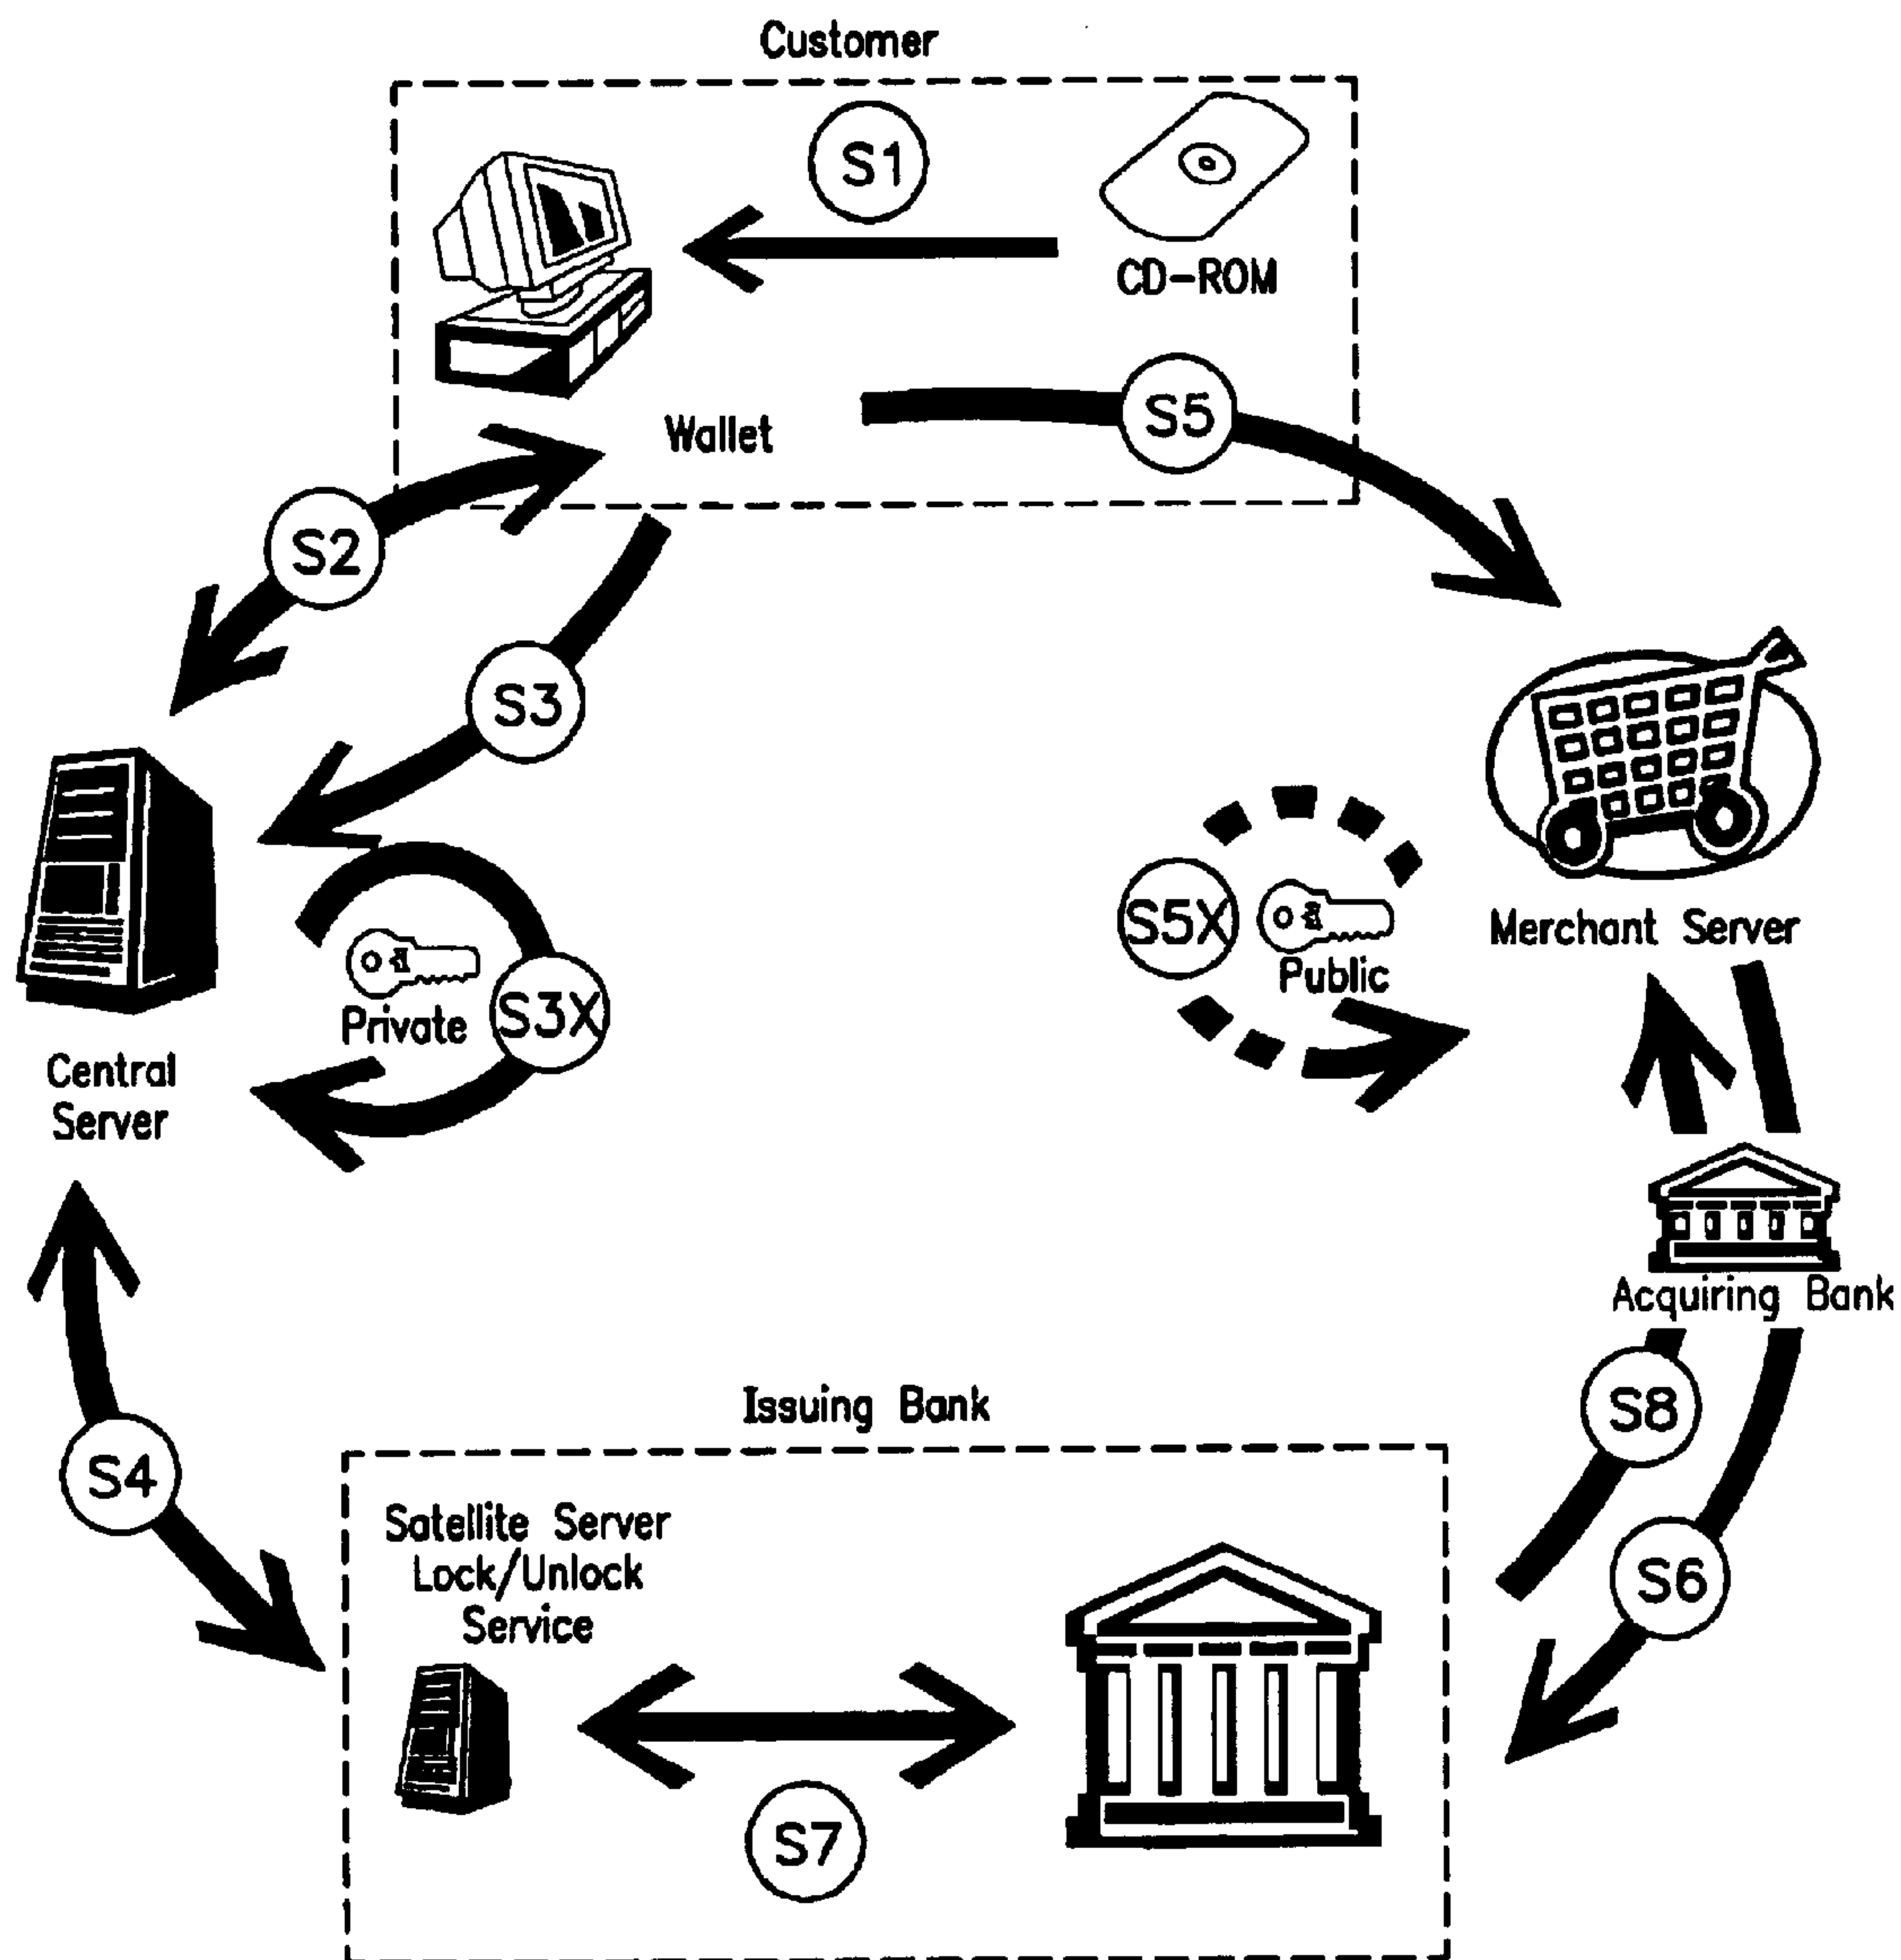 Customer
S1
CD-ROM
S5
Wallet
S2
S3
S5X
Public
Merchant Server
Private
S3X
Central
Server
Acquiring Bank
S8
Issuing Bank
S4
Satellite Server
Lock/Unlock
Service
S6
S7